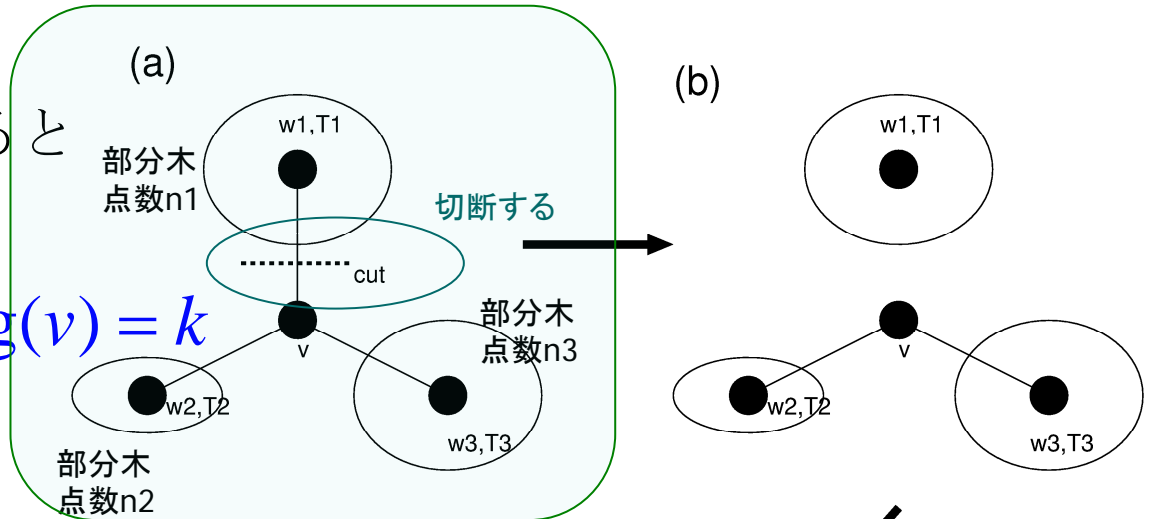 (a)
と
w1,T1
部分木
点数n1
切断する
cut
g(v) = k
部分木
点数n3
v
w2,T2
w3,T3
部分木
点数n2
(b)
w1,T1
v
w2,T2
w3,T3